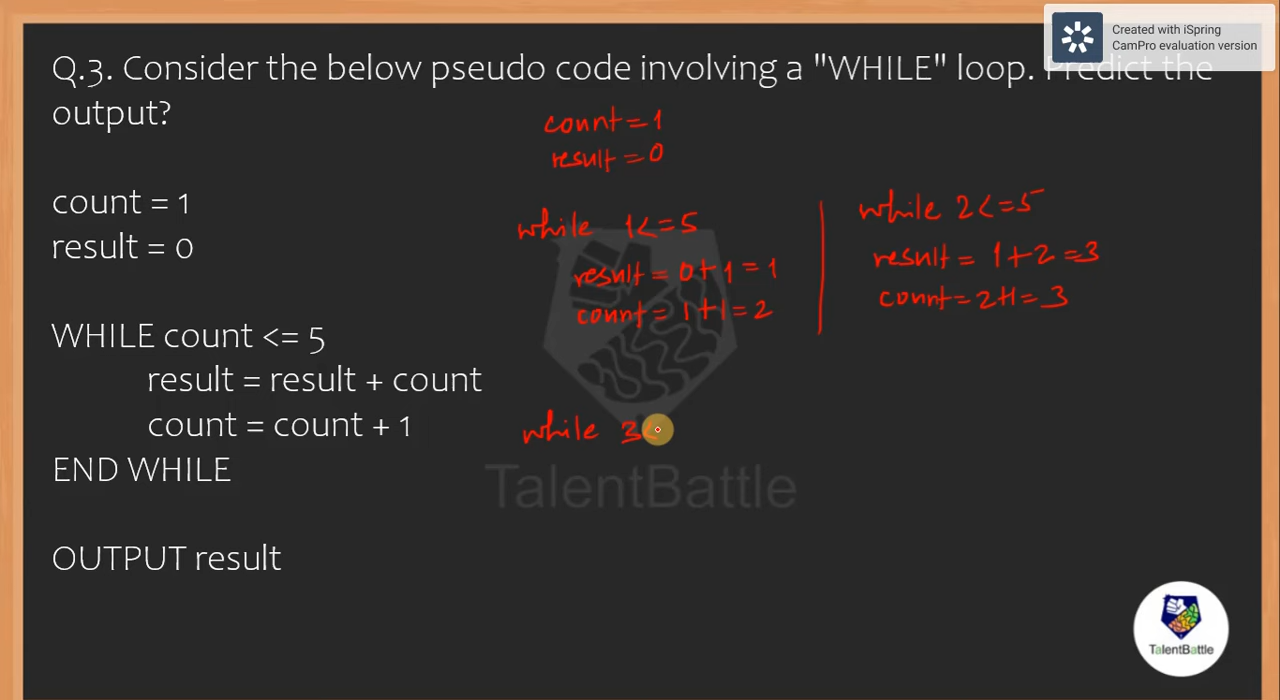 Created with iSpring
CamPro evaluation version
Q.3. Consider the below pseudo code involving a "WHILE" loop. Predict the
output?
count = 1
result = 0
count = 1
result = 0
WHILE count <= 5
result = result + count
count = count + 1
END WHILE
OUTPUT result
while 1<=5
result = 0+1=1
count = 1+1=2
while 2<=5
result = 1+2=3
count=2+1=3
while 3<
TalentBattle
TalentBattle